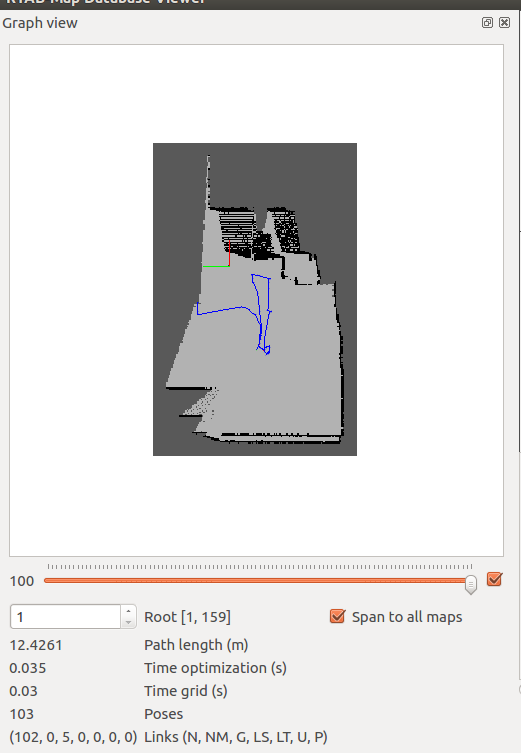 RTAB-Map Database Viewer
Graph view
100
1 Root [1, 159] Span to all maps
12.4261 Path length (m)
0.035 Time optimization (s)
0.03 Time grid (s)
103 Poses
(102, 0, 5, 0, 0, 0, 0) Links (N, NM, G, LS, LT, U, P)